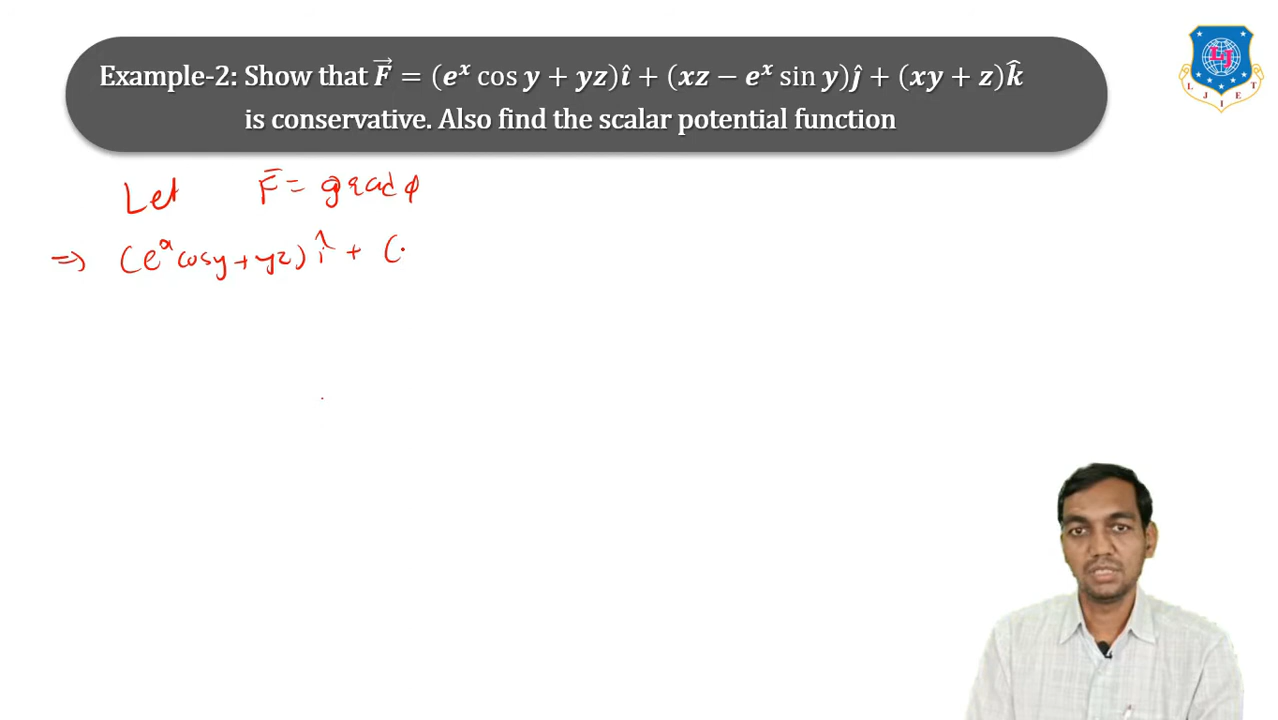 Example-2: Show that F⃗ = (eˣ cos y + yz)î + (xz − eˣ sin y)ĵ + (xy + z)k̂
is conservative. Also find the scalar potential function
LJ
L J I E T
Let F̄ = grad ϕ
⇒ (eˣ cosy + yz) î + (